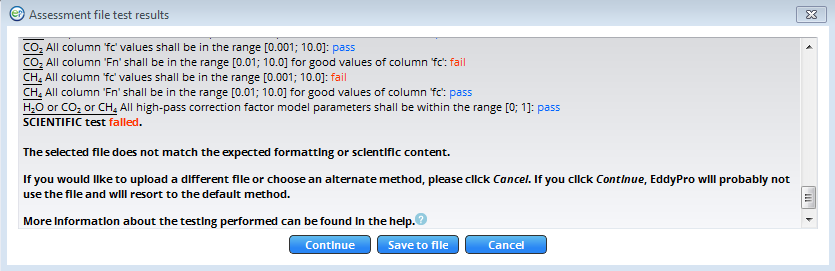 Assessment file test results
CO₂ All column 'fc' values shall be in the range [0.001; 10.0]: pass
CO₂ All column 'Fn' shall be in the range [0.01; 10.0] for good values of column 'fc': fail
CH₄ All column 'fc' values shall be in the range [0.001; 10.0]: fail
CH₄ All column 'Fn' shall be in the range [0.01; 10.0] for good values of column 'fc': pass
H₂O or CO₂ or CH₄ All high-pass correction factor model parameters shall be within the range [0; 1]: pass
SCIENTIFIC test failed.
The selected file does not match the expected formatting or scientific content.
If you would like to upload a different file or choose an alternate method, please click Cancel. If you click Continue, EddyPro will probably not
use the file and will resort to the default method.
More information about the testing performed can be found in the help.?
Continue Save to file Cancel